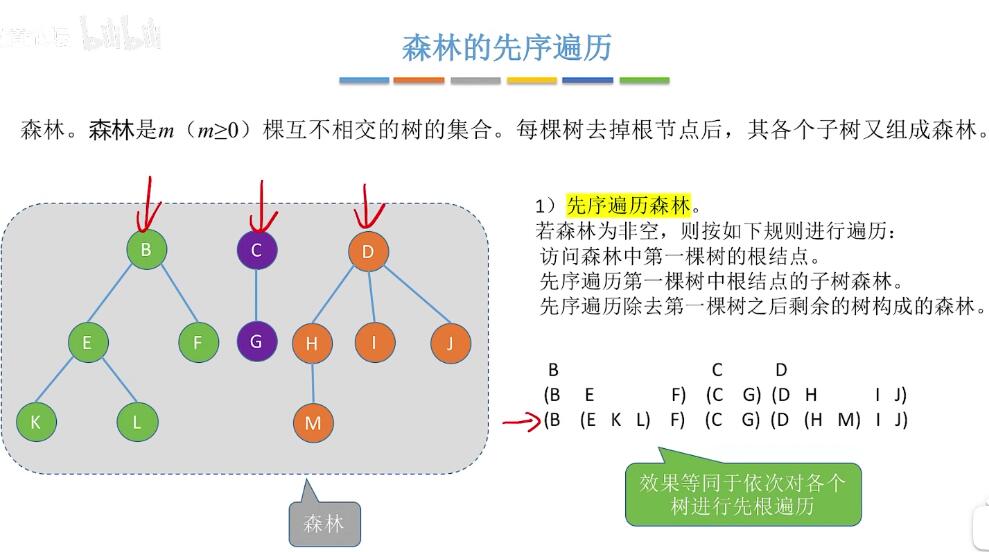 bilibili
森林的先序遍历
森林。森林是m（m≥0）棵互不相交的树的集合。每棵树去掉根节点后，其各个子树又组成森林。
B
C
D
E
F
G
H
I
J
K
L
M
森林
1）先序遍历森林。
若森林为非空，则按如下规则进行遍历：
访问森林中第一棵树的根结点。
先序遍历第一棵树中根结点的子树森林。
先序遍历除去第一棵树之后剩余的树构成的森林。
B C D
(B E F) (C G) (D H I J)
(B (E K L) F) (C G) (D (H M) I J)
效果等同于依次对各个
树进行先根遍历